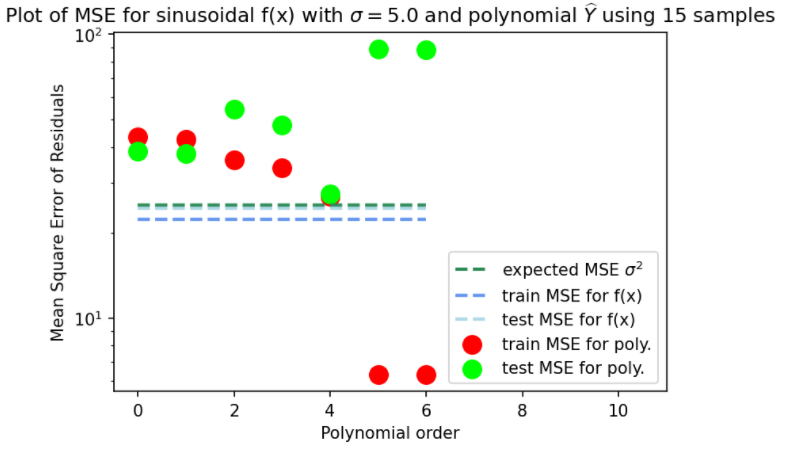 Plot of MSE for sinusoidal f(x) with σ = 5.0 and polynomial Ŷ using 15 samples
10²
10¹
Mean Square Error of Residuals
expected MSE σ²
train MSE for f(x)
test MSE for f(x)
train MSE for poly.
test MSE for poly.
0 2 4 6 8 10
Polynomial order